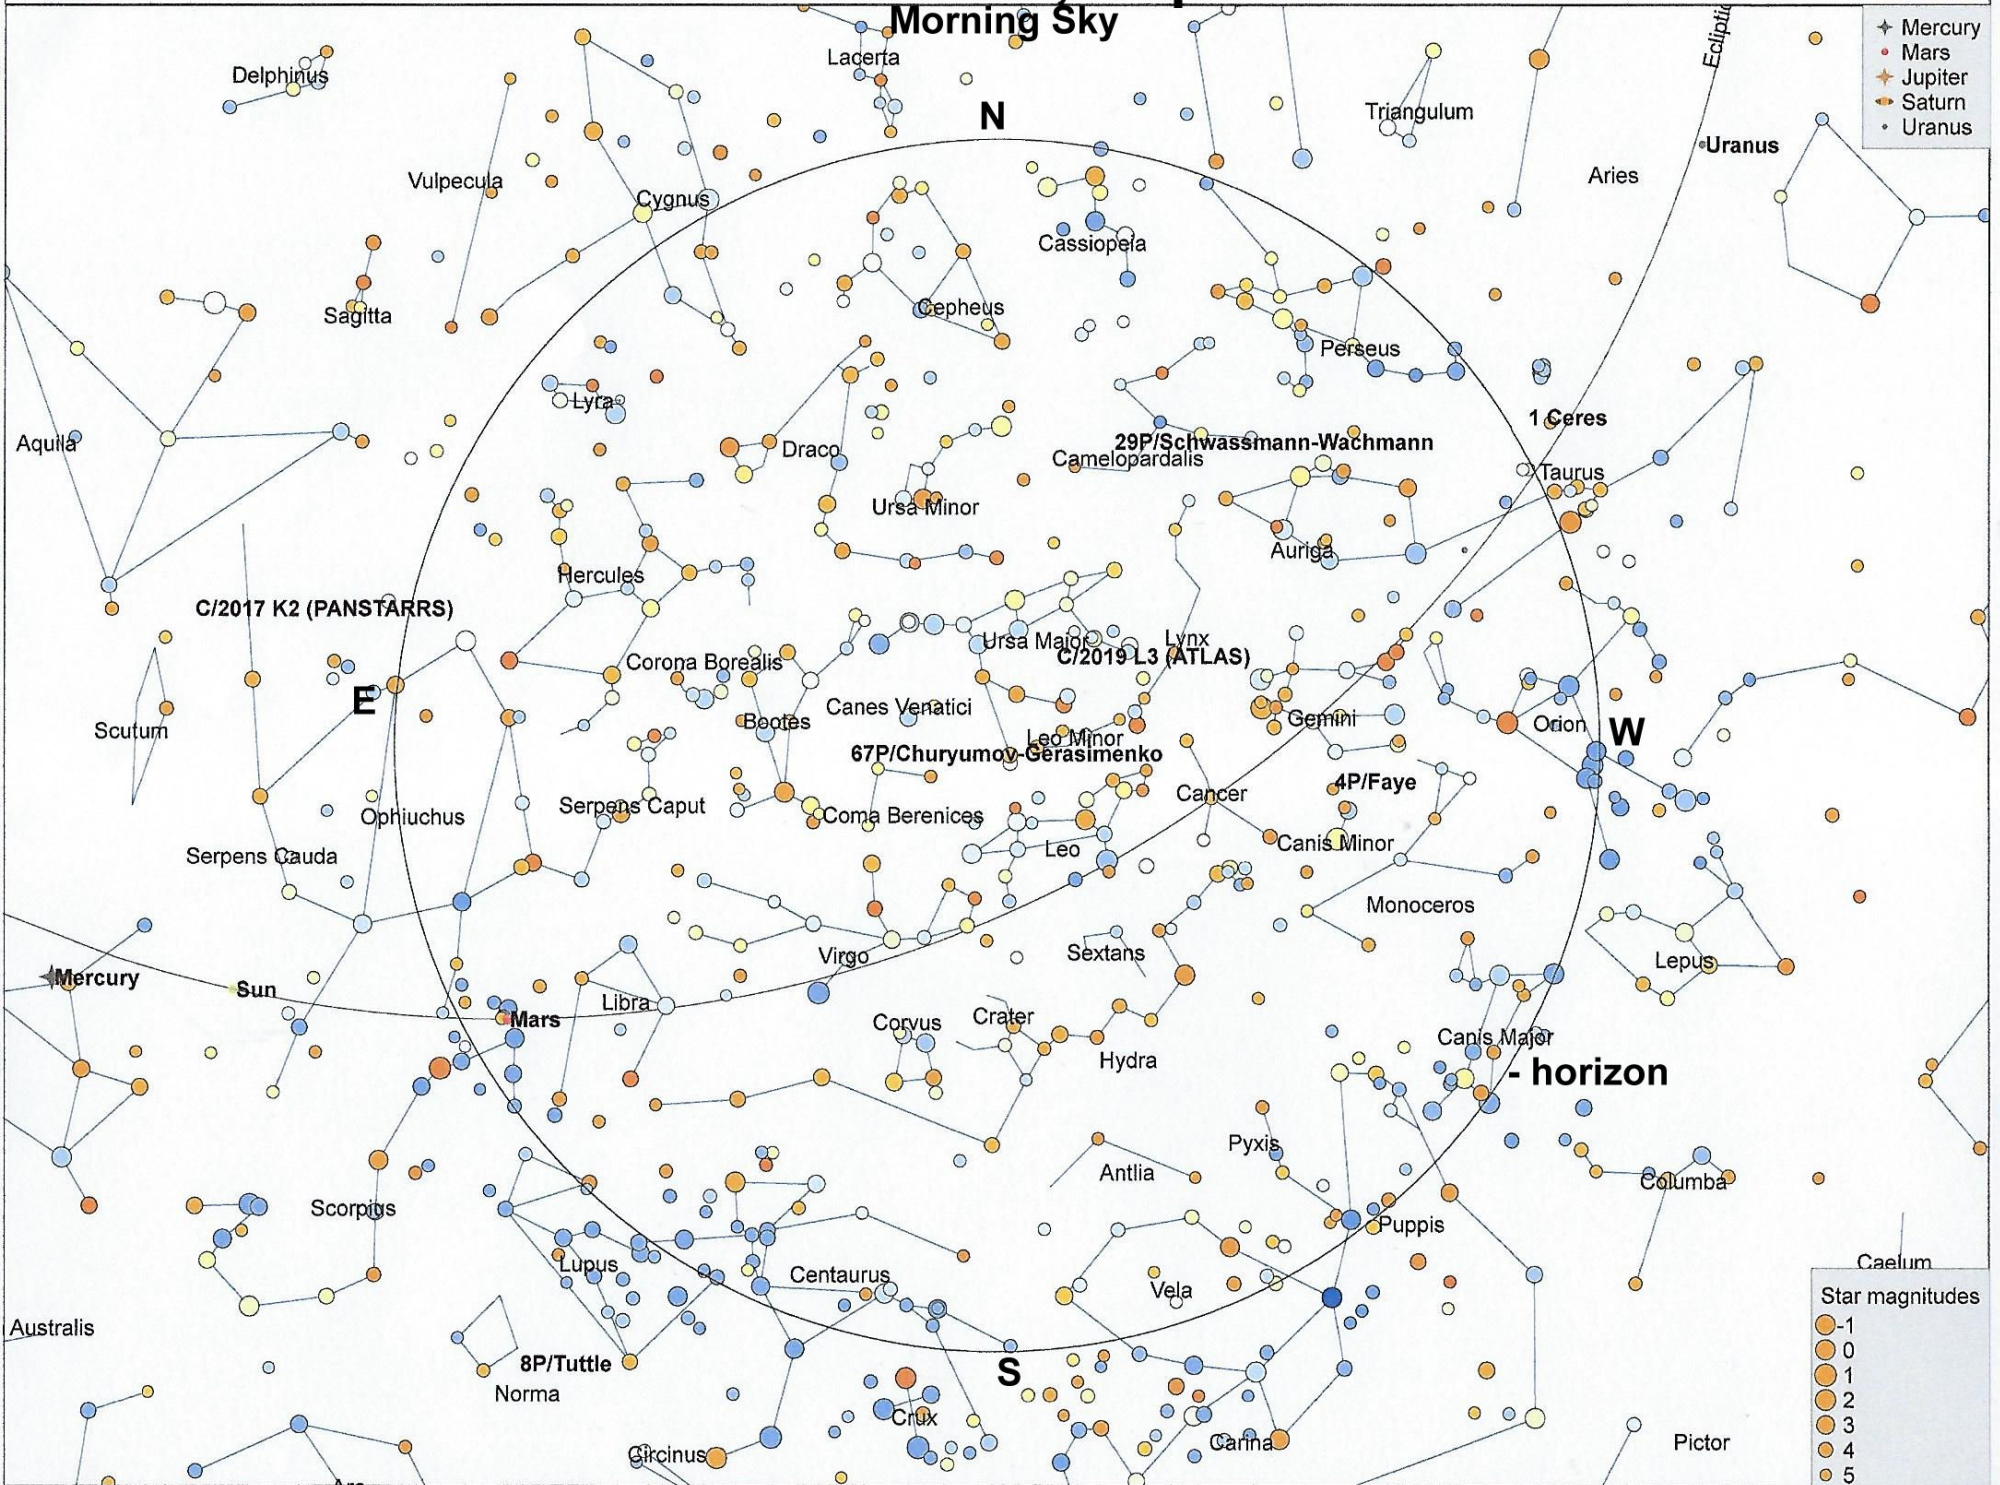 Morning Sky
Mercury
Mars
Jupiter
Saturn
Uranus
Lacerta
Delphinus
Triangulum
N
Uranus
Aries
Vulpecula
Cygnus
Cassiopeia
Sagitta
Cepheus
Perseus
Lyra
1 Ceres
Aquila
Draco
29P/Schwassmann-Wachmann
Camelopardalis
Taurus
Ursa Minor
Auriga
Hercules
C/2017 K2 (PANSTARRS)
Ursa Major
Lynx
C/2019 L3 (ATLAS)
Corona Borealis
E
Scutum
Bootes
Canes Venatici
Leo Minor
Gemini
Orion
W
67P/Churyumov-Gerasimenko
4P/Faye
Cancer
Serpens Caput
Ophiuchus
Coma Berenices
Canis Minor
Leo
Serpens Cauda
Monoceros
Virgo
Sextans
Lepus
Mercury
Sun
Libra
Mars
Corvus
Crater
Hydra
Canis Major
- horizon
Pyxis
Antlia
Columba
Scorpius
Puppis
Lupus
Centaurus
Vela
Caelum
Star magnitudes
-1
0
1
2
3
4
5
Australis
8P/Tuttle
S
Norma
Crux
Circinus
Carina
Pictor